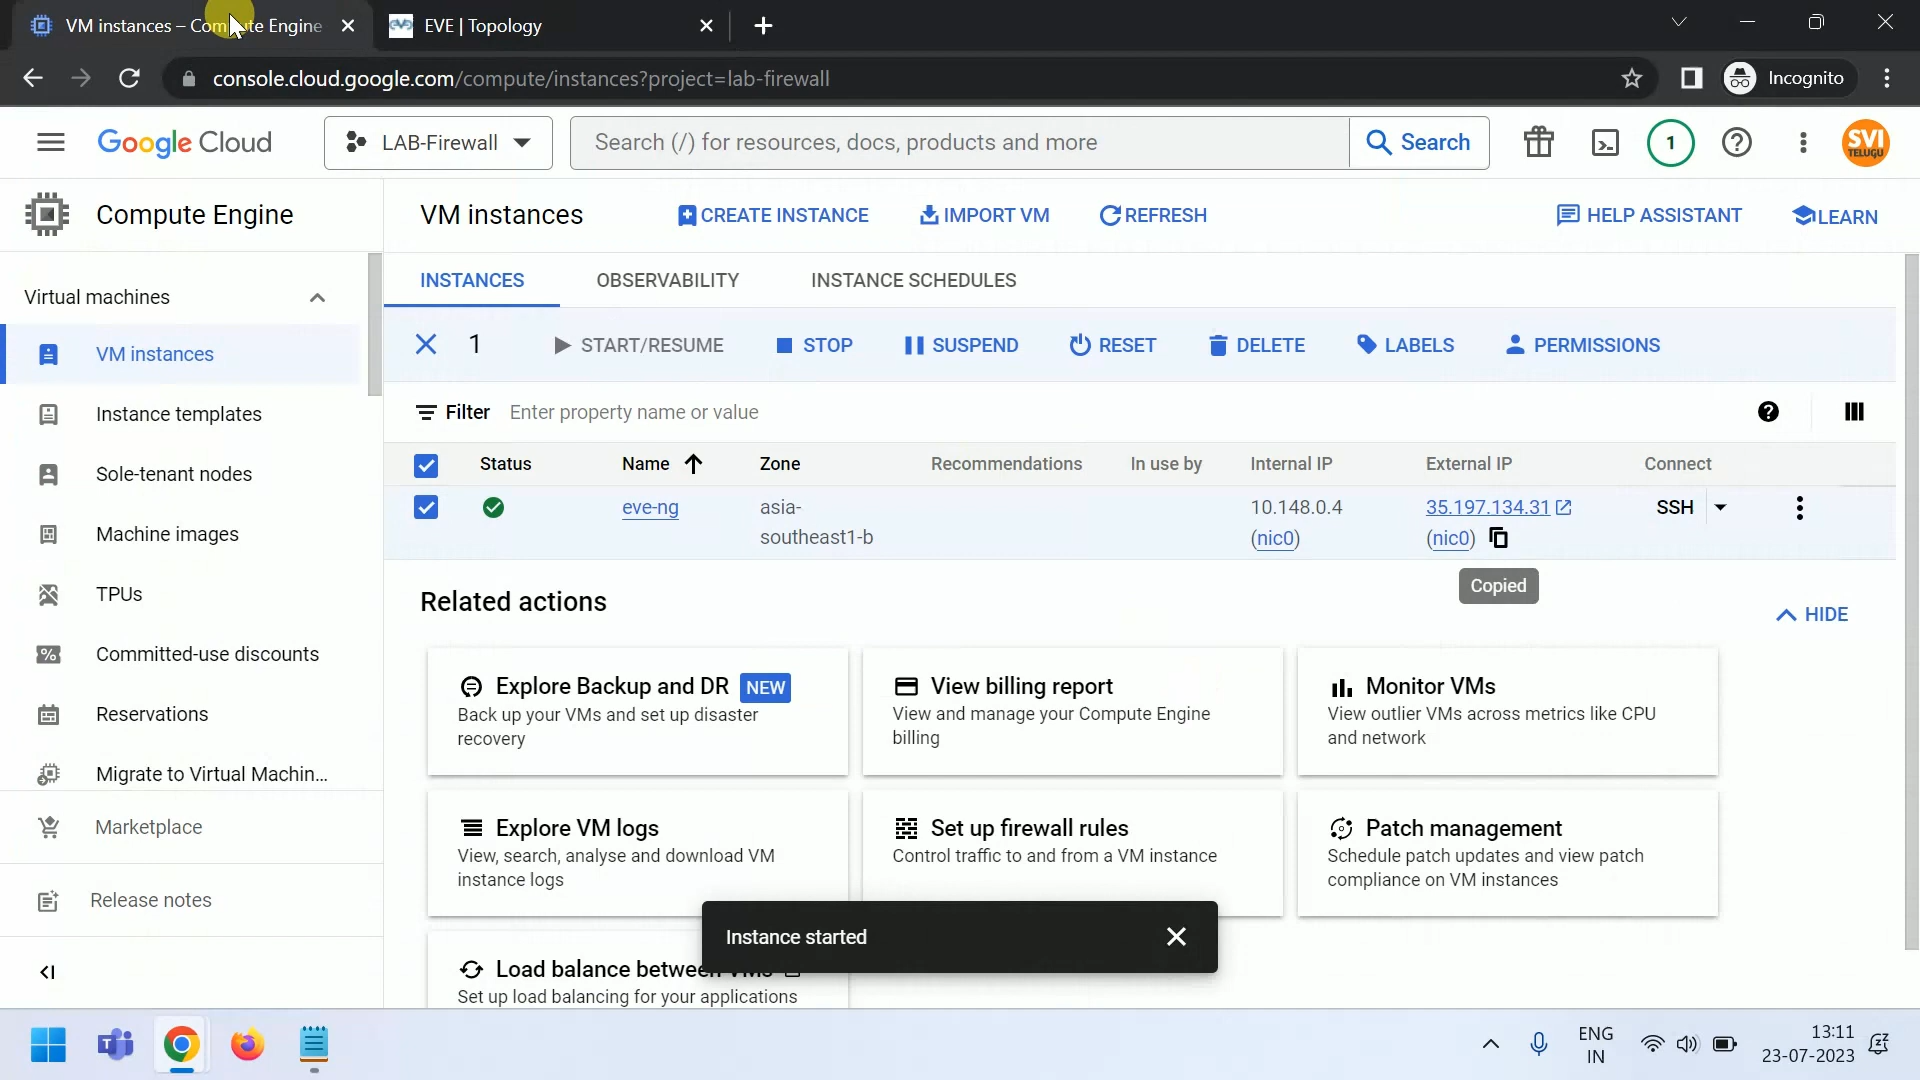 VM instances – Compute Engine
EVE | Topology
console.cloud.google.com/compute/instances?project=lab-firewall
Incognito
Google Cloud
LAB-Firewall
Search (/) for resources, docs, products and more
Search
1
SVI
TELUGU
Compute Engine
VM instances
CREATE INSTANCE
IMPORT VM
REFRESH
HELP ASSISTANT
LEARN
Virtual machines
VM instances
Instance templates
Sole-tenant nodes
Machine images
TPUs
Committed-use discounts
Reservations
Migrate to Virtual Machin...
Marketplace
Release notes
INSTANCES
OBSERVABILITY
INSTANCE SCHEDULES
1
START/RESUME
STOP
SUSPEND
RESET
DELETE
LABELS
PERMISSIONS
Filter
Enter property name or value
Status
Name
Zone
Recommendations
In use by
Internal IP
External IP
Connect
eve-ng
asia-
southeast1-b
10.148.0.4
(nic0)
35.197.134.31
(nic0)
SSH
Copied
Related actions
HIDE
Explore Backup and DR
NEW
Back up your VMs and set up disaster
recovery
View billing report
View and manage your Compute Engine
billing
Monitor VMs
View outlier VMs across metrics like CPU
and network
Explore VM logs
View, search, analyse and download VM
instance logs
Set up firewall rules
Control traffic to and from a VM instance
Patch management
Schedule patch updates and view patch
compliance on VM instances
Load balance between VMs
Set up load balancing for your applications
Instance started
ENG
IN
13:11
23-07-2023